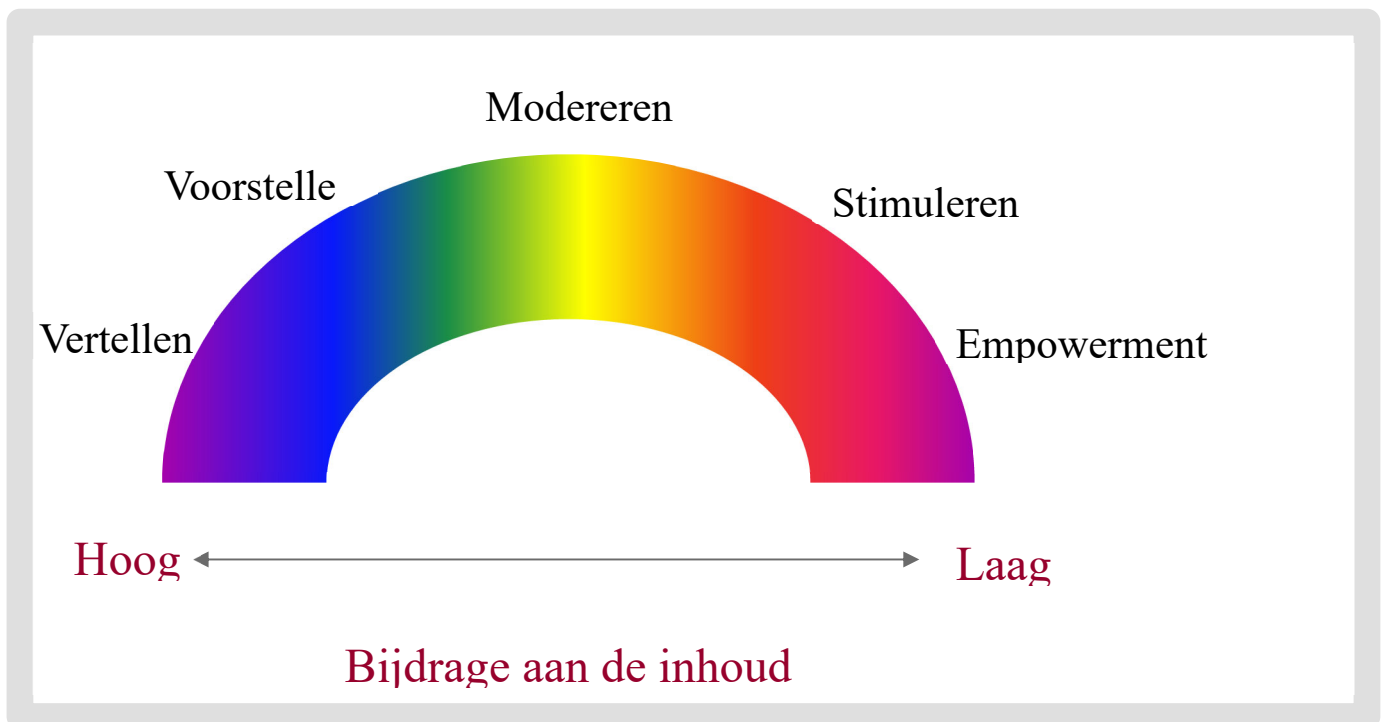 Modereren
Voorstelle
Stimuleren
Vertellen
Empowerment
Hoog
Laag
Bijdrage aan de inhoud